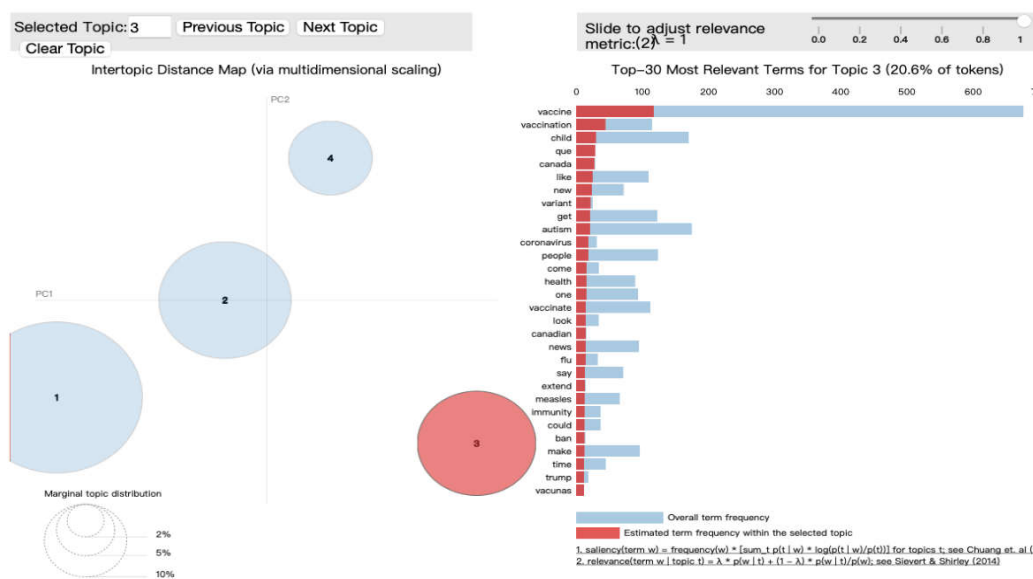 Selected Topic: 3 Previous Topic Next Topic
Clear Topic
Slide to adjust relevance
metric:(2) λ = 1
0.0 0.2 0.4 0.6 0.8 1
Intertopic Distance Map (via multidimensional scaling)
PC2
PC1
4
2
1
3
Marginal topic distribution
2%
5%
10%
Top-30 Most Relevant Terms for Topic 3 (20.6% of tokens)
0 100 200 300 400 500 600
vaccine
vaccination
child
que
canada
like
new
variant
get
autism
coronavirus
people
come
health
one
vaccinate
look
canadian
news
flu
say
extend
measles
immunity
could
ban
make
time
trump
vacunas
Overall term frequency
Estimated term frequency within the selected topic
1. saliency(term w) = frequency(w) * [sum_t p(t | w) * log(p(t | w)/p(t))] for topics t; see Chuang et. al (
2. relevance(term w | topic t) = λ * p(w | t) + (1 - λ) * p(w | t)/p(w); see Sievert & Shirley (2014)